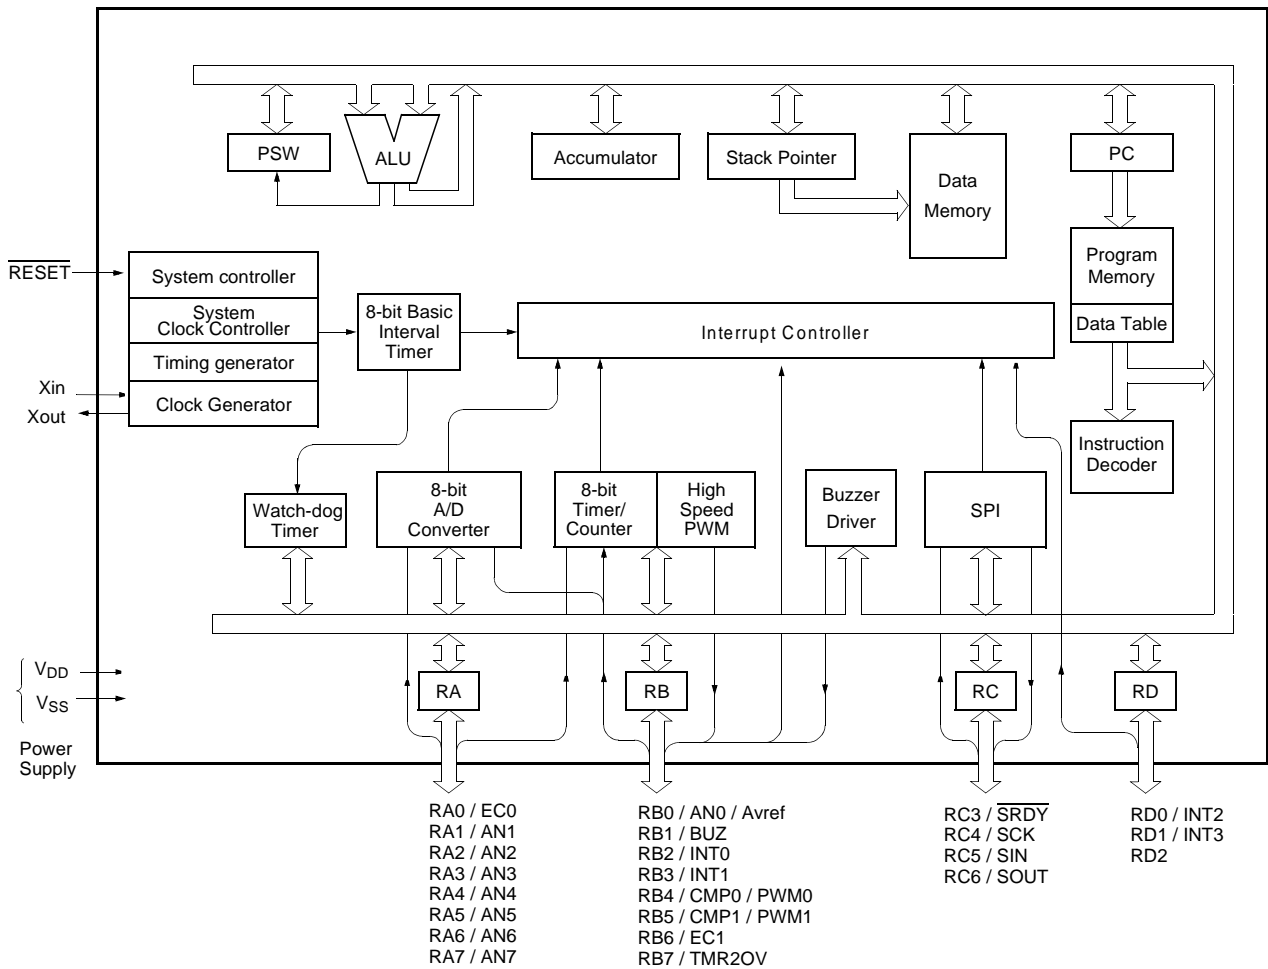 PSW
ALU
Accumulator
Stack Pointer
Data
Memory
PC
Program
Memory
Data Table
Instruction
Decoder
RESET
System controller
System
Clock Controller
Timing generator
Clock Generator
Xin
Xout
8-bit Basic
Interval
Timer
Interrupt Controller
Watch-dog
Timer
8-bit
A/D
Converter
8-bit
Timer/
Counter
High
Speed
PWM
Buzzer
Driver
SPI
VDD
VSS
Power
Supply
RA
RB
RC
RD
RA0 / EC0
RA1 / AN1
RA2 / AN2
RA3 / AN3
RA4 / AN4
RA5 / AN5
RA6 / AN6
RA7 / AN7
RB0 / AN0 / Avref
RB1 / BUZ
RB2 / INT0
RB3 / INT1
RB4 / CMP0 / PWM0
RB5 / CMP1 / PWM1
RB6 / EC1
RB7 / TMR2OV
RC3 / SRDY
RC4 / SCK
RC5 / SIN
RC6 / SOUT
RD0 / INT2
RD1 / INT3
RD2